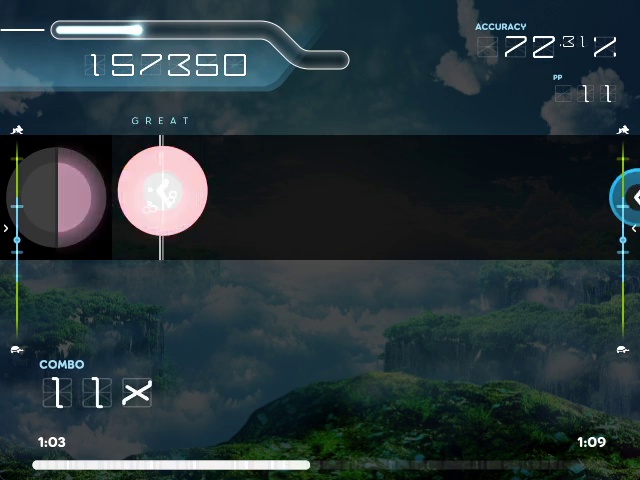 157350
ACCURACY
72.31%
PP
11
GREAT
COMBO
11x
1:03
1:09